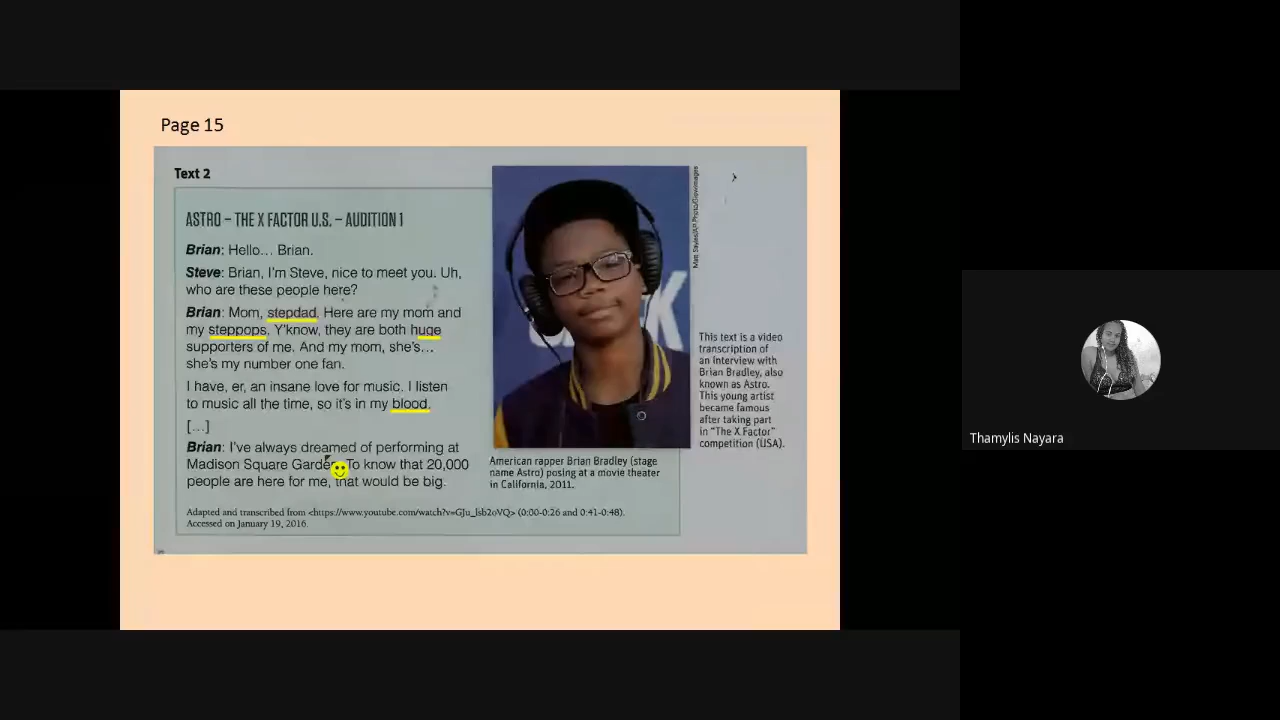 Page 15
Text 2
ASTRO – THE X FACTOR U.S. – AUDITION 1
Brian: Hello... Brian.
Steve: Brian, I'm Steve, nice to meet you. Uh,
who are these people here?
Brian: Mom, stepdad. Here are my mom and
my steppops. Y'know, they are both huge
supporters of me. And my mom, she's...
she's my number one fan.
I have, er, an insane love for music. I listen
to music all the time, so it's in my blood.
[...]
Brian: I've always dreamed of performing at
Madison Square Garden. To know that 20,000
people are here for me, that would be big.
Adapted and transcribed from <https://www.youtube.com/watch?v=GJu_lsb2oVQ> (0:00-0:26 and 0:41-0:48).
Accessed on January 19, 2016.
American rapper Brian Bradley (stage
name Astro) posing at a movie theater
in California, 2011.
This text is a video
transcription of
an interview with
Brian Bradley, also
known as Astro.
This young artist
became famous
after taking part
in "The X Factor"
competition (USA).
Matt Sayles/AP Photo/Glowimages
Thamylis Nayara